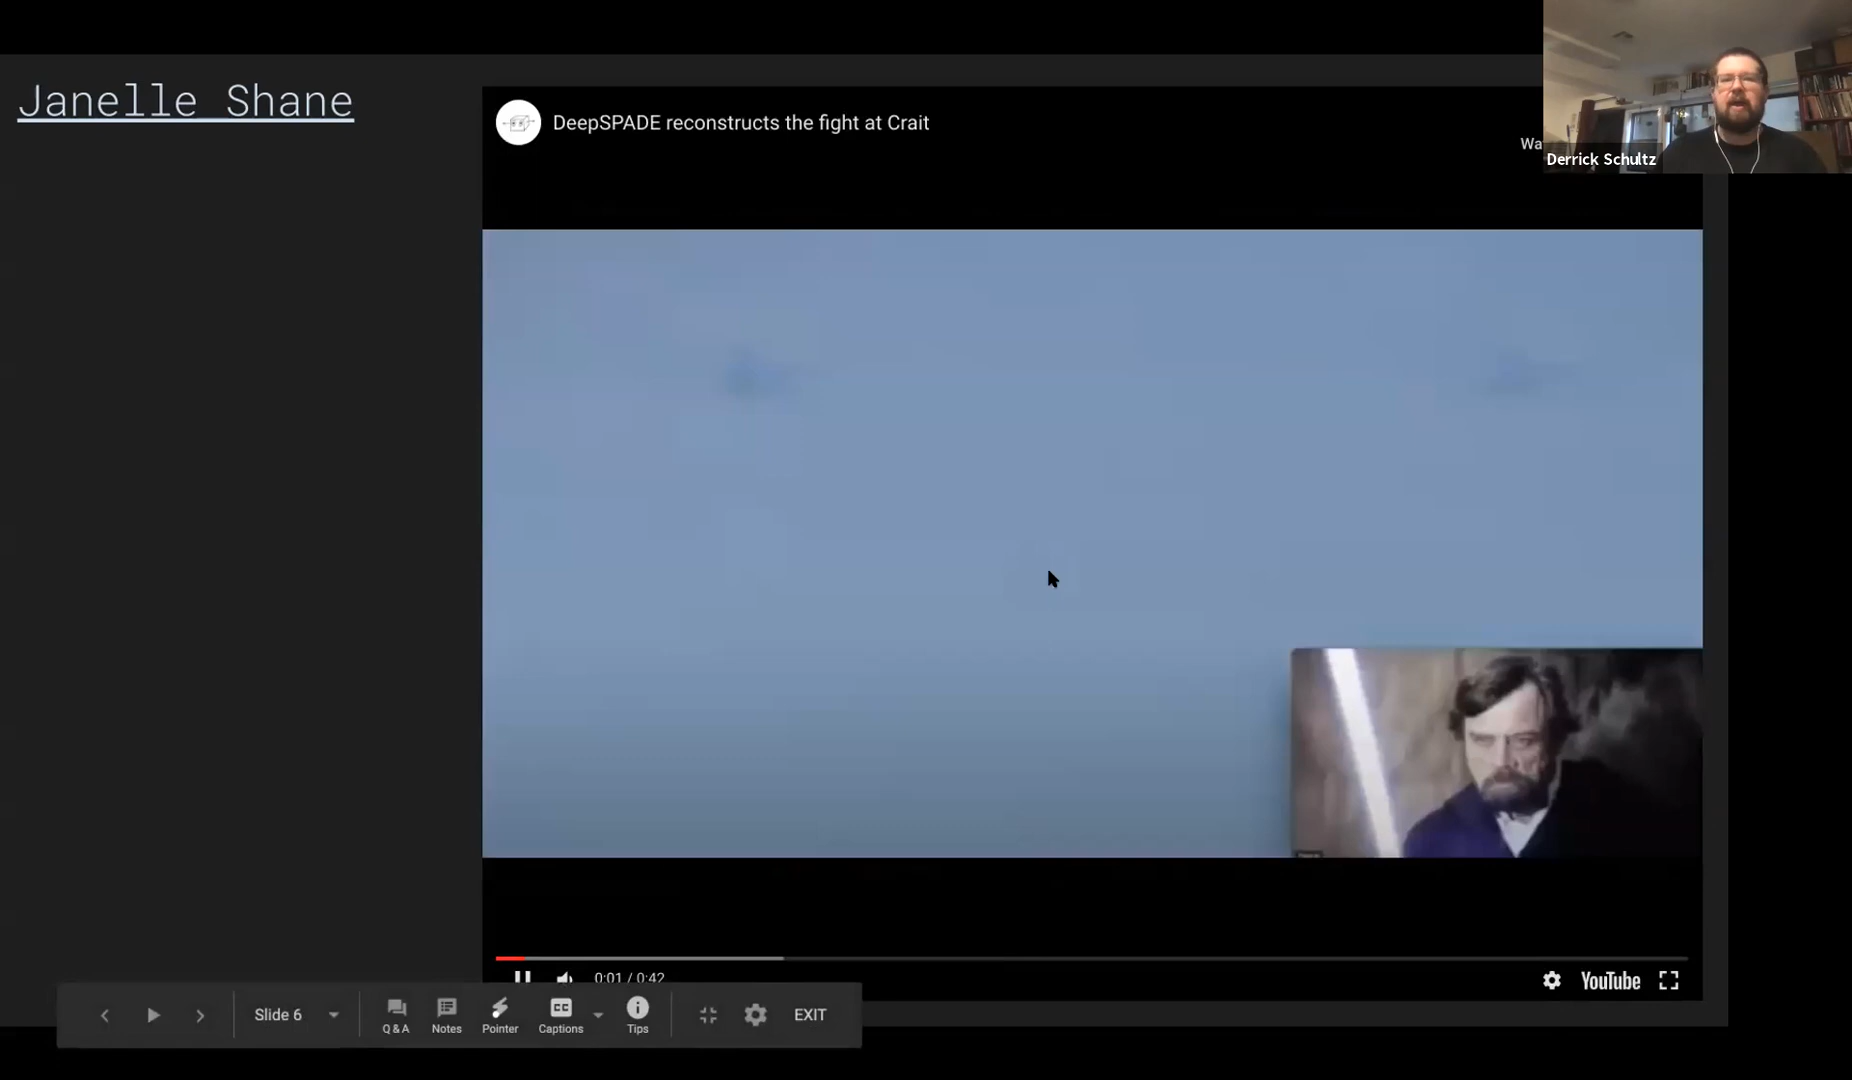 Janelle Shane
DeepSPADE reconstructs the fight at Crait
Wa
Derrick Schultz
0:01 / 0:42
YouTube
Slide 6
Q & A
Notes
Pointer
CC
Captions
Tips
EXIT